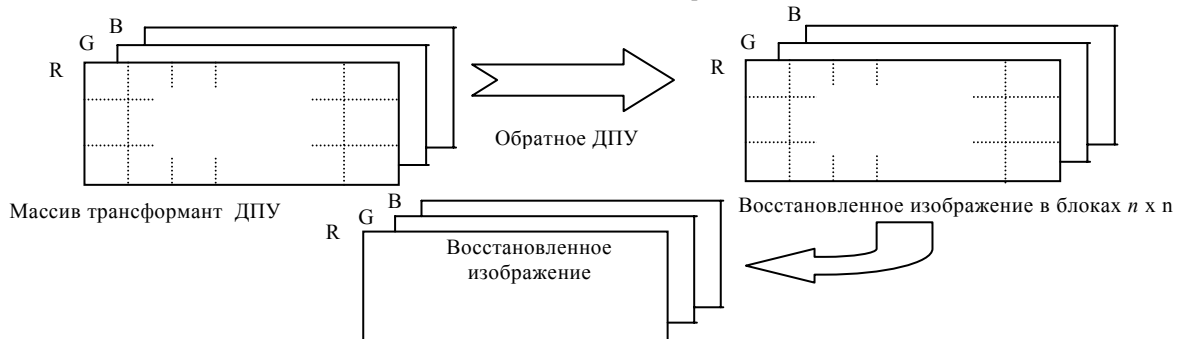 B
G
R
B
G
R
Обратное ДПУ
Массив трансформант ДПУ
Восстановленное изображение в блоках n x n
B
G
R
Восстановленное
изображение